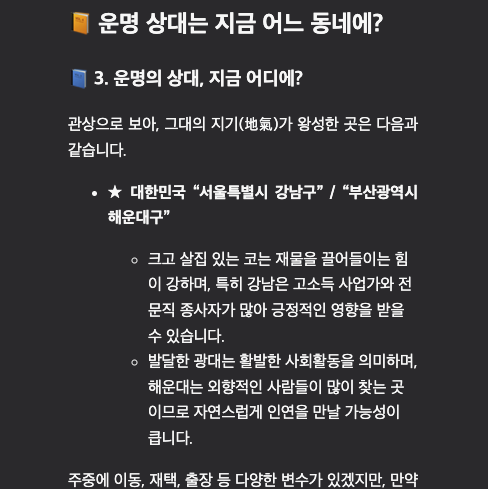 운명 상대는 지금 어느 동네에?
3. 운명의 상대, 지금 어디에?
관상으로 보아, 그대의 지기(地氣)가 왕성한 곳은 다음과
같습니다.
• ★ 대한민국 “서울특별시 강남구” / “부산광역시
해운대구”
◦ 크고 살집 있는 코는 재물을 끌어들이는 힘
이 강하며, 특히 강남은 고소득 사업가와 전
문직 종사자가 많아 긍정적인 영향을 받을
수 있습니다.
◦ 발달한 광대는 활발한 사회활동을 의미하며,
해운대는 외향적인 사람들이 많이 찾는 곳
이므로 자연스럽게 인연을 만날 가능성이
큽니다.
주중에 이동, 재택, 출장 등 다양한 변수가 있겠지만, 만약